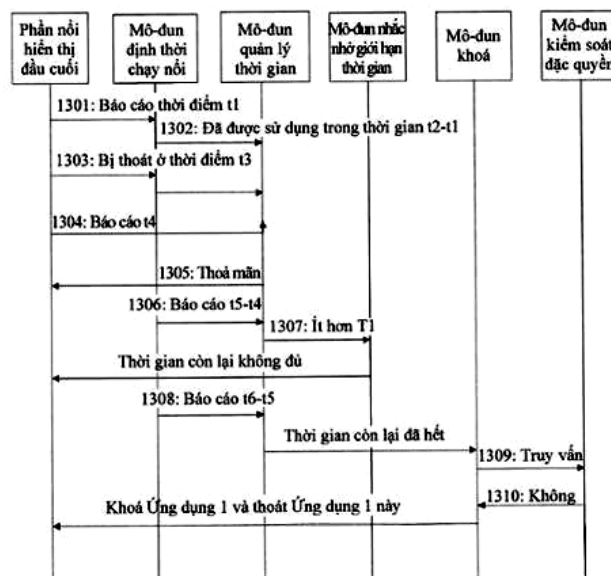 Phần nổi
hiển thị
đầu cuối
Mô-đun
định thời
chạy nổi
Mô-đun
quản lý
thời gian
Mô-đun nhắc
nhở giới hạn
thời gian
Mô-đun
khoá
Mô-đun
kiểm soát
đặc quyền
1301: Báo cáo thời điểm t1
1302: Đã được sử dụng trong thời gian t2-t1
1303: Bị thoát ở thời điểm t3
1304: Báo cáo t4
1305: Thoả mãn
1306: Báo cáo t5-t4
1307: Ít hơn T1
Thời gian còn lại không đủ
1308: Báo cáo t6-t5
Thời gian còn lại đã hết
1309: Truy vấn
1310: Không
Khoá Ứng dụng 1 và thoát Ứng dụng 1 này